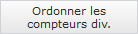 Ordonner les
compteurs div.